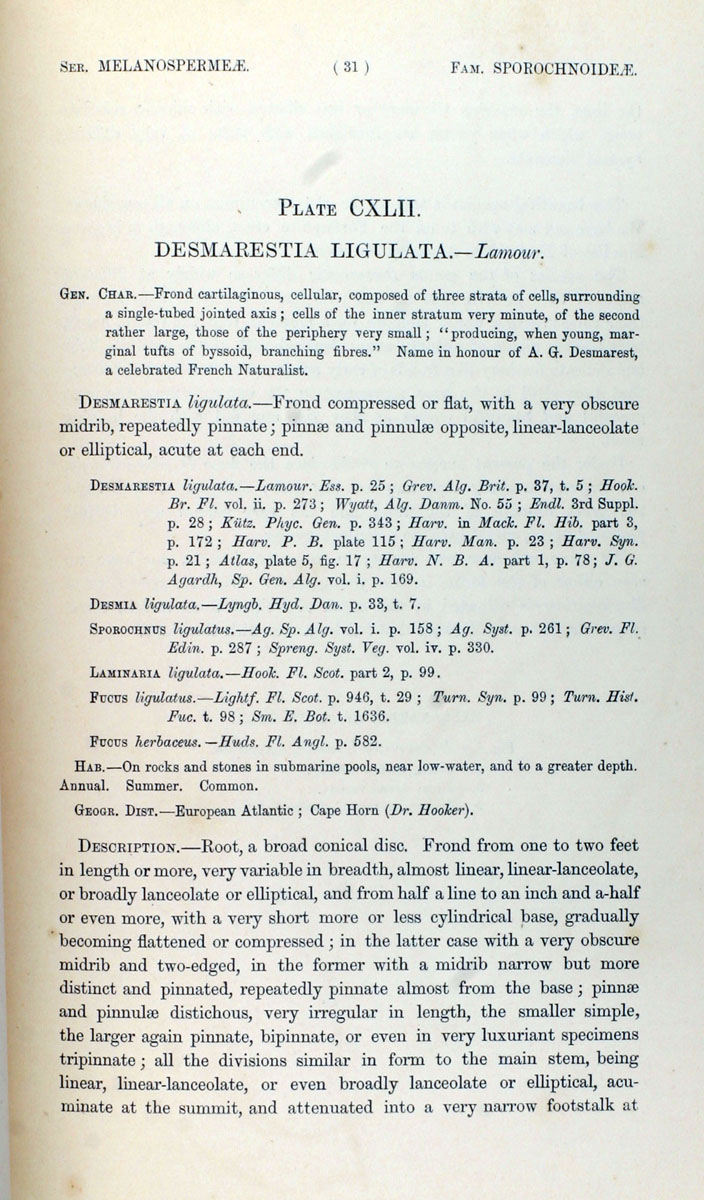 Ser. MELANOSPERMEÆ. ( 31 ) Fam. SPOROCHNOIDEÆ.
Plate CXLII.
DESMARESTIA LIGULATA.—Lamour.
Gen. Char.—Frond cartilaginous, cellular, composed of three strata of cells, surrounding
a single-tubed jointed axis; cells of the inner stratum very minute, of the second
rather large, those of the periphery very small; "producing, when young, mar-
ginal tufts of byssoid, branching fibres." Name in honour of A. G. Desmarest,
a celebrated French Naturalist.
Desmarestia ligulata.—Frond compressed or flat, with a very obscure
midrib, repeatedly pinnate; pinnæ and pinnulæ opposite, linear-lanceolate
or elliptical, acute at each end.
Desmarestia ligulata.—Lamour. Ess. p. 25; Grev. Alg. Brit. p. 37, t. 5; Hook.
Br. Fl. vol. ii. p. 273; Wyatt, Alg. Danm. No. 55; Endl. 3rd Suppl.
p. 28; Kütz. Phyc. Gen. p. 343; Harv. in Mack. Fl. Hib. part 3,
p. 172; Harv. P. B. plate 115; Harv. Man. p. 23; Harv. Syn.
p. 21; Atlas, plate 5, fig. 17; Harv. N. B. A. part 1, p. 78; J. G.
Agardh, Sp. Gen. Alg. vol. i. p. 169.
Desmia ligulata.—Lyngb. Hyd. Dan. p. 33, t. 7.
Sporochnus ligulatus.—Ag. Sp. Alg. vol. i. p. 158; Ag. Syst. p. 261; Grev. Fl.
Edin. p. 287; Spreng. Syst. Veg. vol. iv. p. 330.
Laminaria ligulata.—Hook. Fl. Scot. part 2, p. 99.
Fucus ligulatus.—Lightf. Fl. Scot. p. 946, t. 29; Turn. Syn. p. 99; Turn. Hist.
Fuc. t. 98; Sm. E. Bot. t. 1636.
Fucus herbaceus.—Huds. Fl. Angl. p. 582.
Hab.—On rocks and stones in submarine pools, near low-water, and to a greater depth.
Annual. Summer. Common.
Geogr. Dist.—European Atlantic; Cape Horn (Dr. Hooker).
Description.—Root, a broad conical disc. Frond from one to two feet
in length or more, very variable in breadth, almost linear, linear-lanceolate,
or broadly lanceolate or elliptical, and from half a line to an inch and a-half
or even more, with a very short more or less cylindrical base, gradually
becoming flattened or compressed; in the latter case with a very obscure
midrib and two-edged, in the former with a midrib narrow but more
distinct and pinnated, repeatedly pinnate almost from the base; pinnæ
and pinnulæ distichous, very irregular in length, the smaller simple,
the larger again pinnate, bipinnate, or even in very luxuriant specimens
tripinnate; all the divisions similar in form to the main stem, being
linear, linear-lanceolate, or even broadly lanceolate or elliptical, acu-
minate at the summit, and attenuated into a very narrow footstalk at